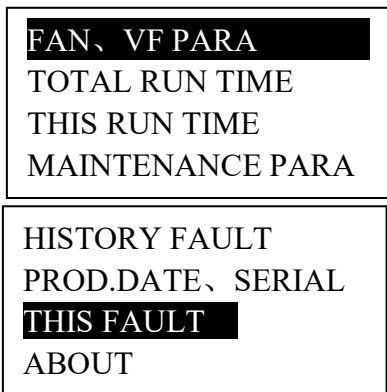 FAN、VF PARA
TOTAL RUN TIME
THIS RUN TIME
MAINTENANCE PARA
HISTORY FAULT
PROD.DATE、SERIAL
THIS FAULT
ABOUT